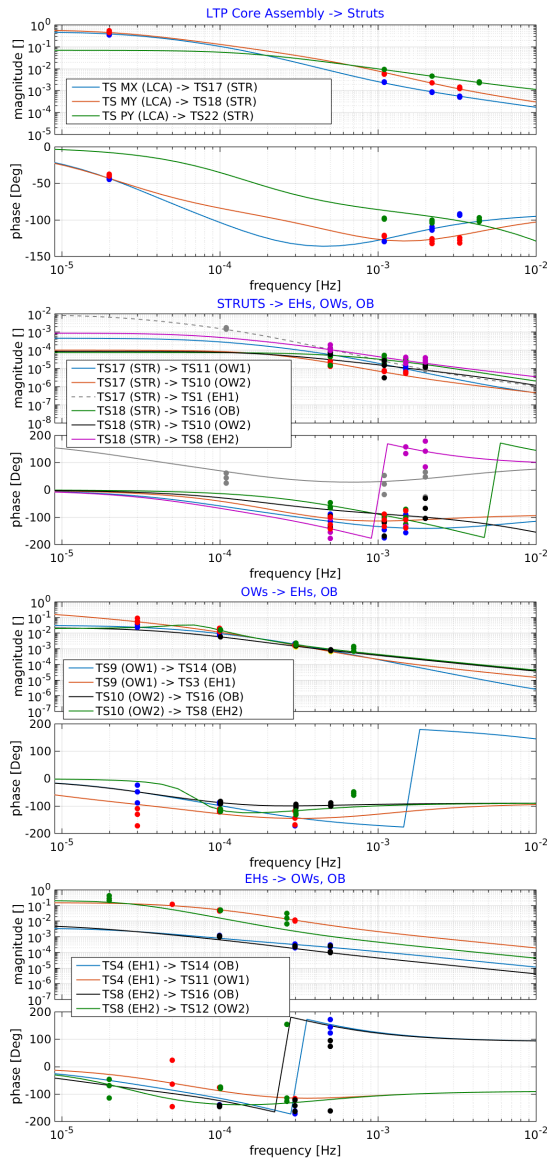 LTP Core Assembly -> Struts
magnitude []
10^0
10^-1
10^-2
10^-3
10^-4
10^-5
TS MX (LCA) -> TS17 (STR)
TS MY (LCA) -> TS18 (STR)
TS PY (LCA) -> TS22 (STR)
phase [Deg]
0
-50
-100
-150
10^-5 10^-4 10^-3 10^-2
frequency [Hz]
STRUTS -> EHs, OWs, OB
magnitude []
10^-2
10^-3
10^-4
10^-5
10^-6
10^-7
10^-8
TS17 (STR) -> TS11 (OW1)
TS17 (STR) -> TS10 (OW2)
TS17 (STR) -> TS1 (EH1)
TS18 (STR) -> TS16 (OB)
TS18 (STR) -> TS10 (OW2)
TS18 (STR) -> TS8 (EH2)
phase [Deg]
200
100
0
-100
-200
10^-5 10^-4 10^-3 10^-2
frequency [Hz]
OWs -> EHs, OB
magnitude []
10^0
10^-1
10^-2
10^-3
10^-4
10^-5
10^-6
10^-7
TS9 (OW1) -> TS14 (OB)
TS9 (OW1) -> TS3 (EH1)
TS10 (OW2) -> TS16 (OB)
TS10 (OW2) -> TS8 (EH2)
phase [Deg]
200
100
0
-100
-200
10^-5 10^-4 10^-3 10^-2
frequency [Hz]
EHs -> OWs, OB
magnitude []
10^0
10^-1
10^-2
10^-3
10^-4
10^-5
10^-6
10^-7
TS4 (EH1) -> TS14 (OB)
TS4 (EH1) -> TS11 (OW1)
TS8 (EH2) -> TS16 (OB)
TS8 (EH2) -> TS12 (OW2)
phase [Deg]
200
100
0
-100
-200
10^-5 10^-4 10^-3 10^-2
frequency [Hz]